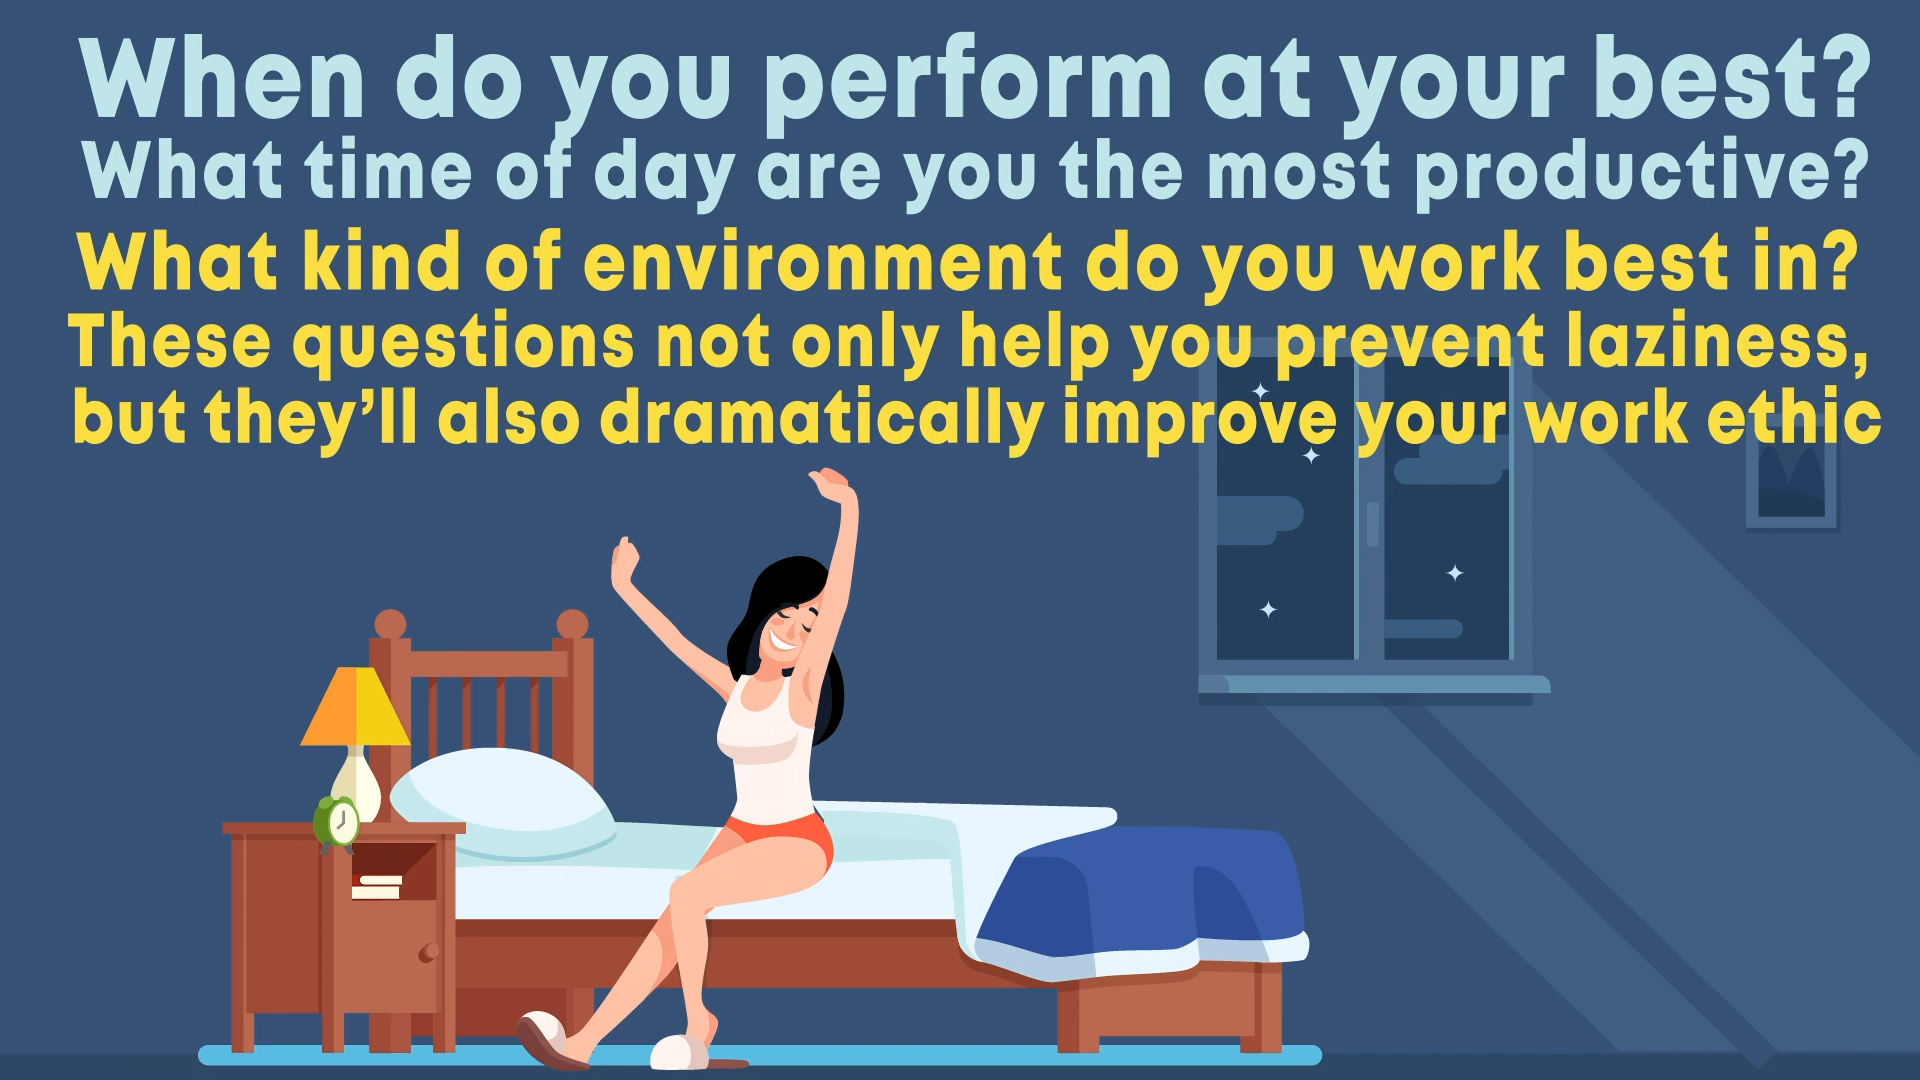 When do you perform at your best?
What time of day are you the most productive?
What kind of environment do you work best in?
These questions not only help you prevent laziness,
but they’ll also dramatically improve your work ethic